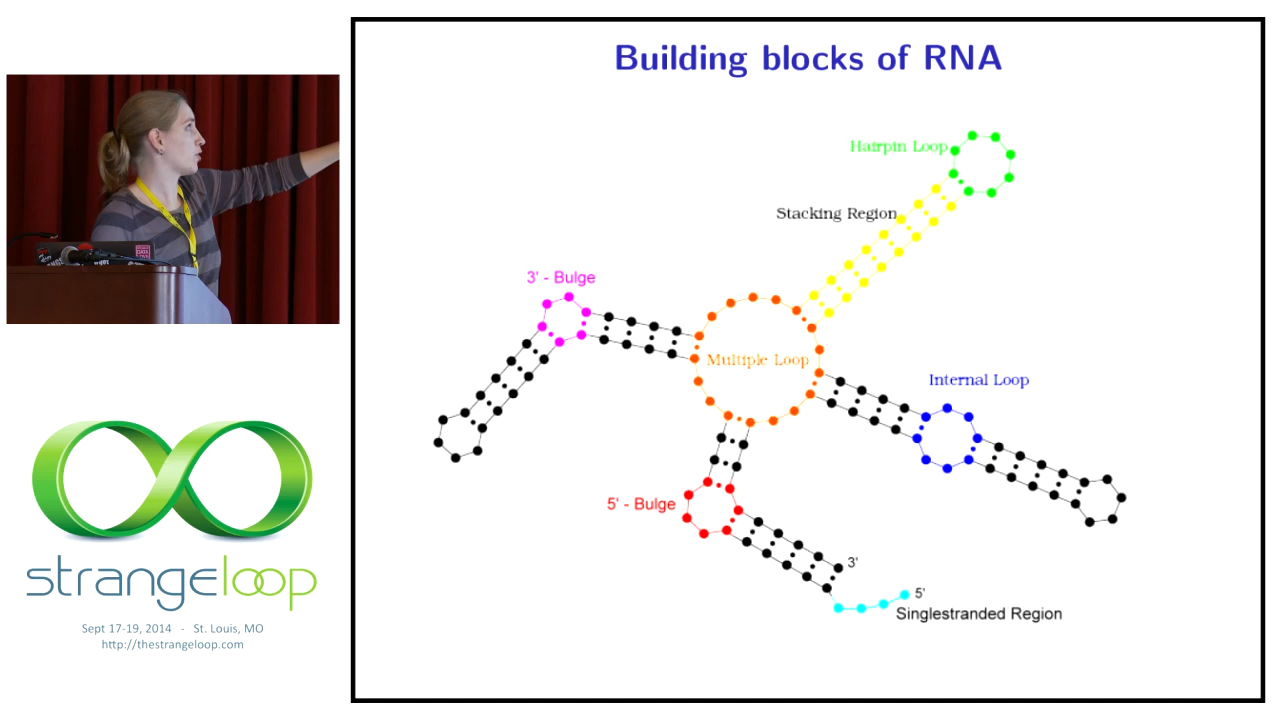 Building blocks of RNA
Hairpin Loop
Stacking Region
3' - Bulge
Multiple Loop
Internal Loop
5' - Bulge
3'
5'
Singlestranded Region
strangeloop
Sept 17-19, 2014 - St. Louis, MO
http://thestrangeloop.com